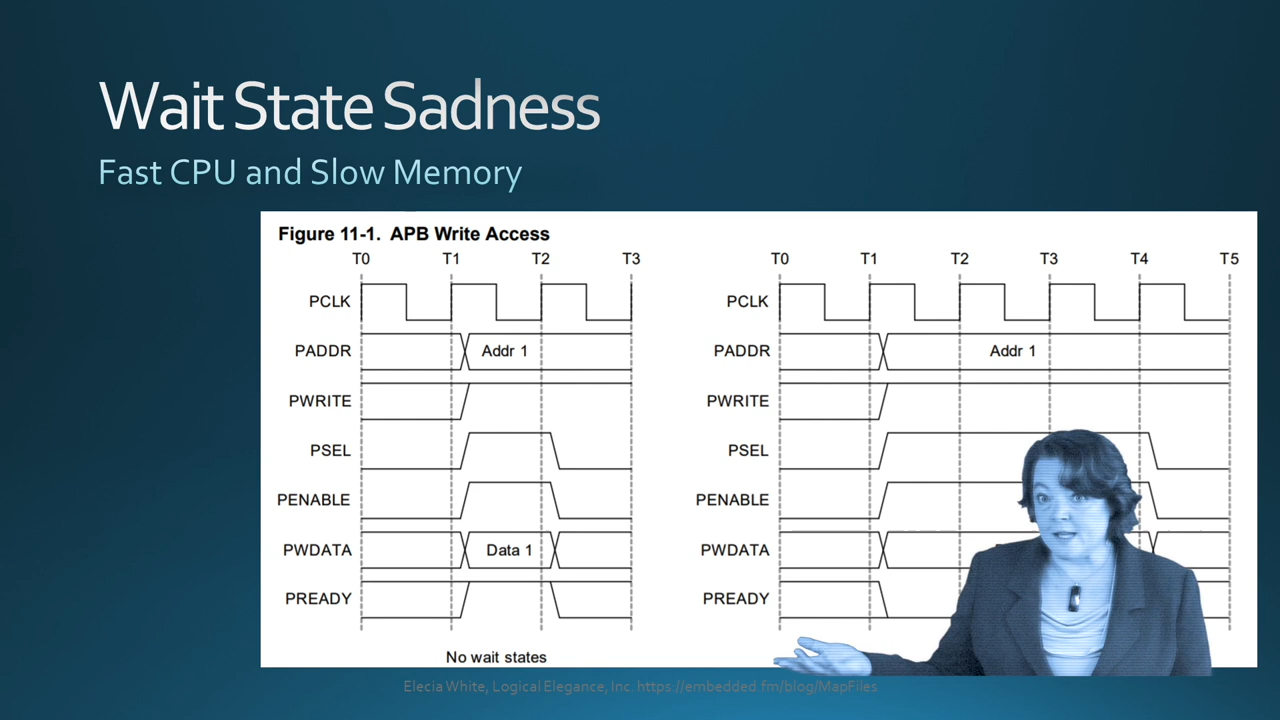 Wait State Sadness
Fast CPU and Slow Memory
Figure 11-1. APB Write Access
T0 T1 T2 T3
PCLK
PADDR Addr 1
PWRITE
PSEL
PENABLE
PWDATA Data 1
PREADY
No wait states
T0 T1 T2 T3 T4 T5
PCLK
PADDR Addr 1
PWRITE
PSEL
PENABLE
PWDATA
PREADY
Elecia White, Logical Elegance, Inc. https://embedded.fm/blog/MapFiles